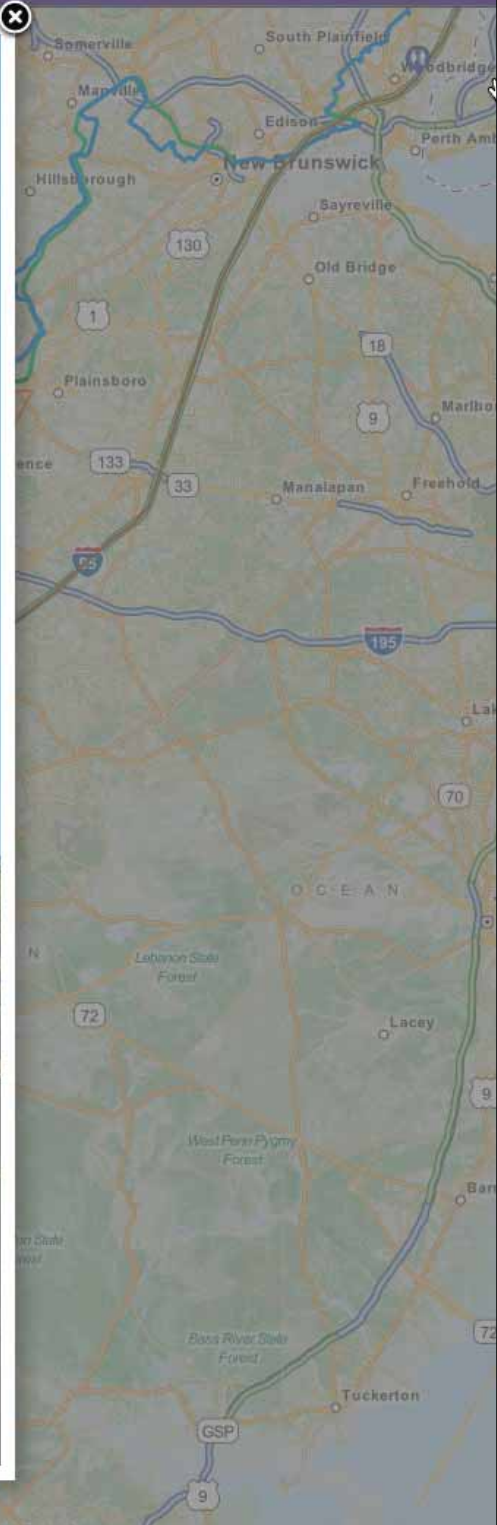 Somerville
South Plainfield
Woodbridge
Manville
Edison
Perth Amb
New Brunswick
Hillsborough
Sayreville
130
Old Bridge
1
18
Plainsboro
9
Marlbo
ence
133
33
Manalapan
Freehold
95
195
Lak
70
OCEAN
N
Lebanon State
Forest
72
Lacey
9
West Penn Pygmy
Forest
Barn
Bass River State
Forest
72
Tuckerton
GSP
9